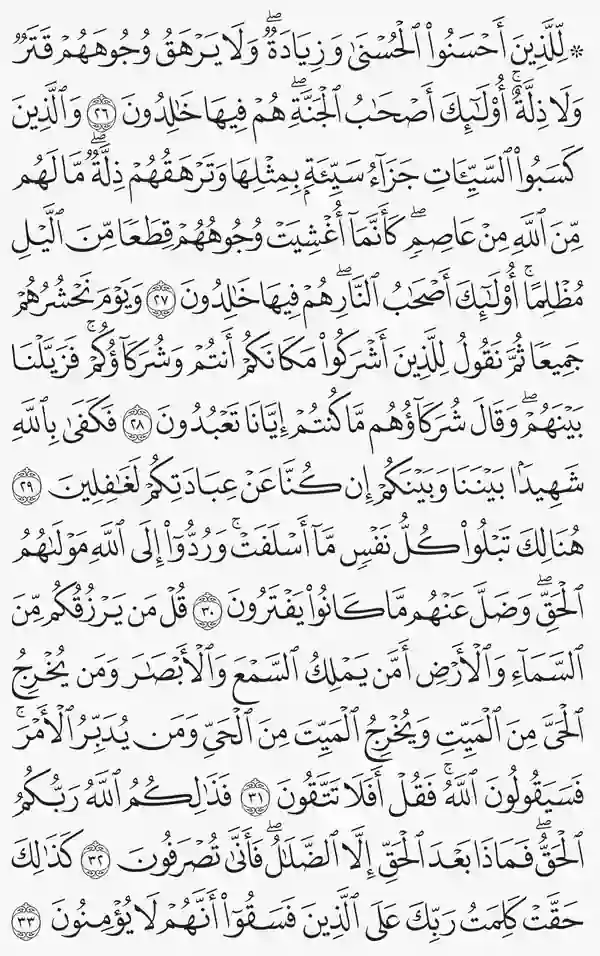 ۞ لِّلَّذِينَ أَحْسَنُوا۟ ٱلْحُسْنَىٰ وَزِيَادَةٌۖ وَلَا يَرْهَقُ وُجُوهَهُمْ قَتَرٌ
وَلَا ذِلَّةٌۚ أُو۟لَٰٓئِكَ أَصْحَٰبُ ٱلْجَنَّةِۖ هُمْ فِيهَا خَٰلِدُونَ ٢٦ وَٱلَّذِينَ
كَسَبُوا۟ ٱلسَّيِّـَٔاتِ جَزَآءُ سَيِّئَةٍۭ بِمِثْلِهَا وَتَرْهَقُهُمْ ذِلَّةٌۖ مَّا لَهُم
مِّنَ ٱللَّهِ مِنْ عَاصِمٍۖ كَأَنَّمَآ أُغْشِيَتْ وُجُوهُهُمْ قِطَعًا مِّنَ ٱلَّيْلِ
مُظْلِمًاۚ أُو۟لَٰٓئِكَ أَصْحَٰبُ ٱلنَّارِۖ هُمْ فِيهَا خَٰلِدُونَ ٢٧ وَيَوْمَ نَحْشُرُهُمْ
جَمِيعًا ثُمَّ نَقُولُ لِلَّذِينَ أَشْرَكُوا۟ مَكَانَكُمْ أَنتُمْ وَشُرَكَآؤُكُمْۚ فَزَيَّلْنَا
بَيْنَهُمْۖ وَقَالَ شُرَكَآؤُهُم مَّا كُنتُمْ إِيَّانَا تَعْبُدُونَ ٢٨ فَكَفَىٰ بِٱللَّهِ
شَهِيدًۢا بَيْنَنَا وَبَيْنَكُمْ إِن كُنَّا عَنْ عِبَادَتِكُمْ لَغَٰفِلِينَ ٢٩
هُنَالِكَ تَبْلُوا۟ كُلُّ نَفْسٍ مَّآ أَسْلَفَتْۚ وَرُدُّوٓا۟ إِلَى ٱللَّهِ مَوْلَىٰهُمُ
ٱلْحَقِّۖ وَضَلَّ عَنْهُم مَّا كَانُوا۟ يَفْتَرُونَ ٣٠ قُلْ مَن يَرْزُقُكُم مِّنَ
ٱلسَّمَآءِ وَٱلْأَرْضِ أَمَّن يَمْلِكُ ٱلسَّمْعَ وَٱلْأَبْصَٰرَ وَمَن يُخْرِجُ
ٱلْحَىَّ مِنَ ٱلْمَيِّتِ وَيُخْرِجُ ٱلْمَيِّتَ مِنَ ٱلْحَىِّ وَمَن يُدَبِّرُ ٱلْأَمْرَۚ
فَسَيَقُولُونَ ٱللَّهُۚ فَقُلْ أَفَلَا تَتَّقُونَ ٣١ فَذَٰلِكُمُ ٱللَّهُ رَبُّكُمُ
ٱلْحَقُّۖ فَمَاذَا بَعْدَ ٱلْحَقِّ إِلَّا ٱلضَّلَٰلُۖ فَأَنَّىٰ تُصْرَفُونَ ٣٢ كَذَٰلِكَ
حَقَّتْ كَلِمَتُ رَبِّكَ عَلَى ٱلَّذِينَ فَسَقُوٓا۟ أَنَّهُمْ لَا يُؤْمِنُونَ ٣٣